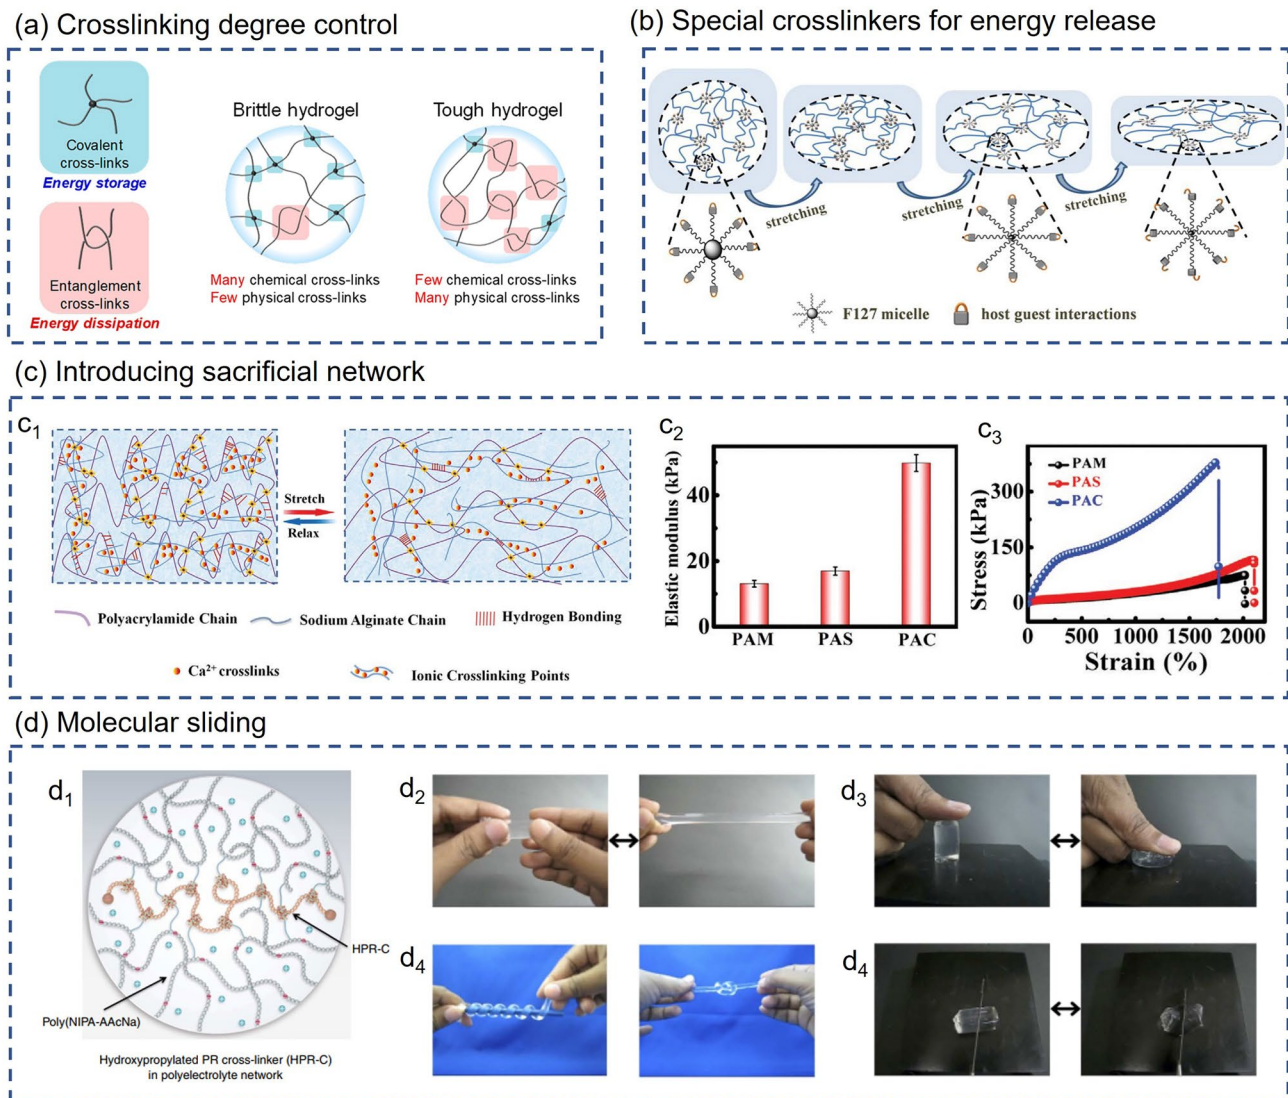 (a) Crosslinking degree control
Covalent
cross-links
Energy storage
Entanglement
cross-links
Energy dissipation
Brittle hydrogel
Many chemical cross-links
Few physical cross-links
Tough hydrogel
Few chemical cross-links
Many physical cross-links
(b) Special crosslinkers for energy release
stretching
stretching
stretching
F127 micelle
host guest interactions
(c) Introducing sacrificial network
c1
Stretch
Relax
Polyacrylamide Chain
Sodium Alginate Chain
Hydrogen Bonding
Ca2+ crosslinks
Ionic Crosslinking Points
c2
Elastic modulus (kPa)
40
20
0
PAM
PAS
PAC
c3
PAM
PAS
PAC
Stress (kPa)
300
150
0
0
500
1000
1500
2000
Strain (%)
(d) Molecular sliding
d1
HPR-C
Poly(NIPA-AAcNa)
Hydroxypropylated PR cross-linker (HPR-C)
in polyelectrolyte network
d2
d3
d4
d4